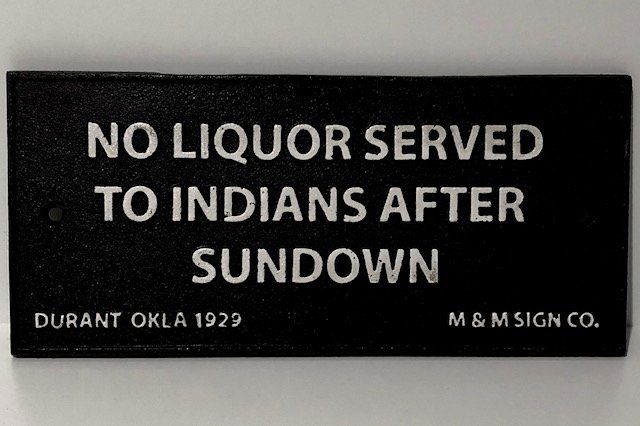 NO LIQUOR SERVED
TO INDIANS AFTER
SUNDOWN
DURANT OKLA 1929 M & M SIGN CO.